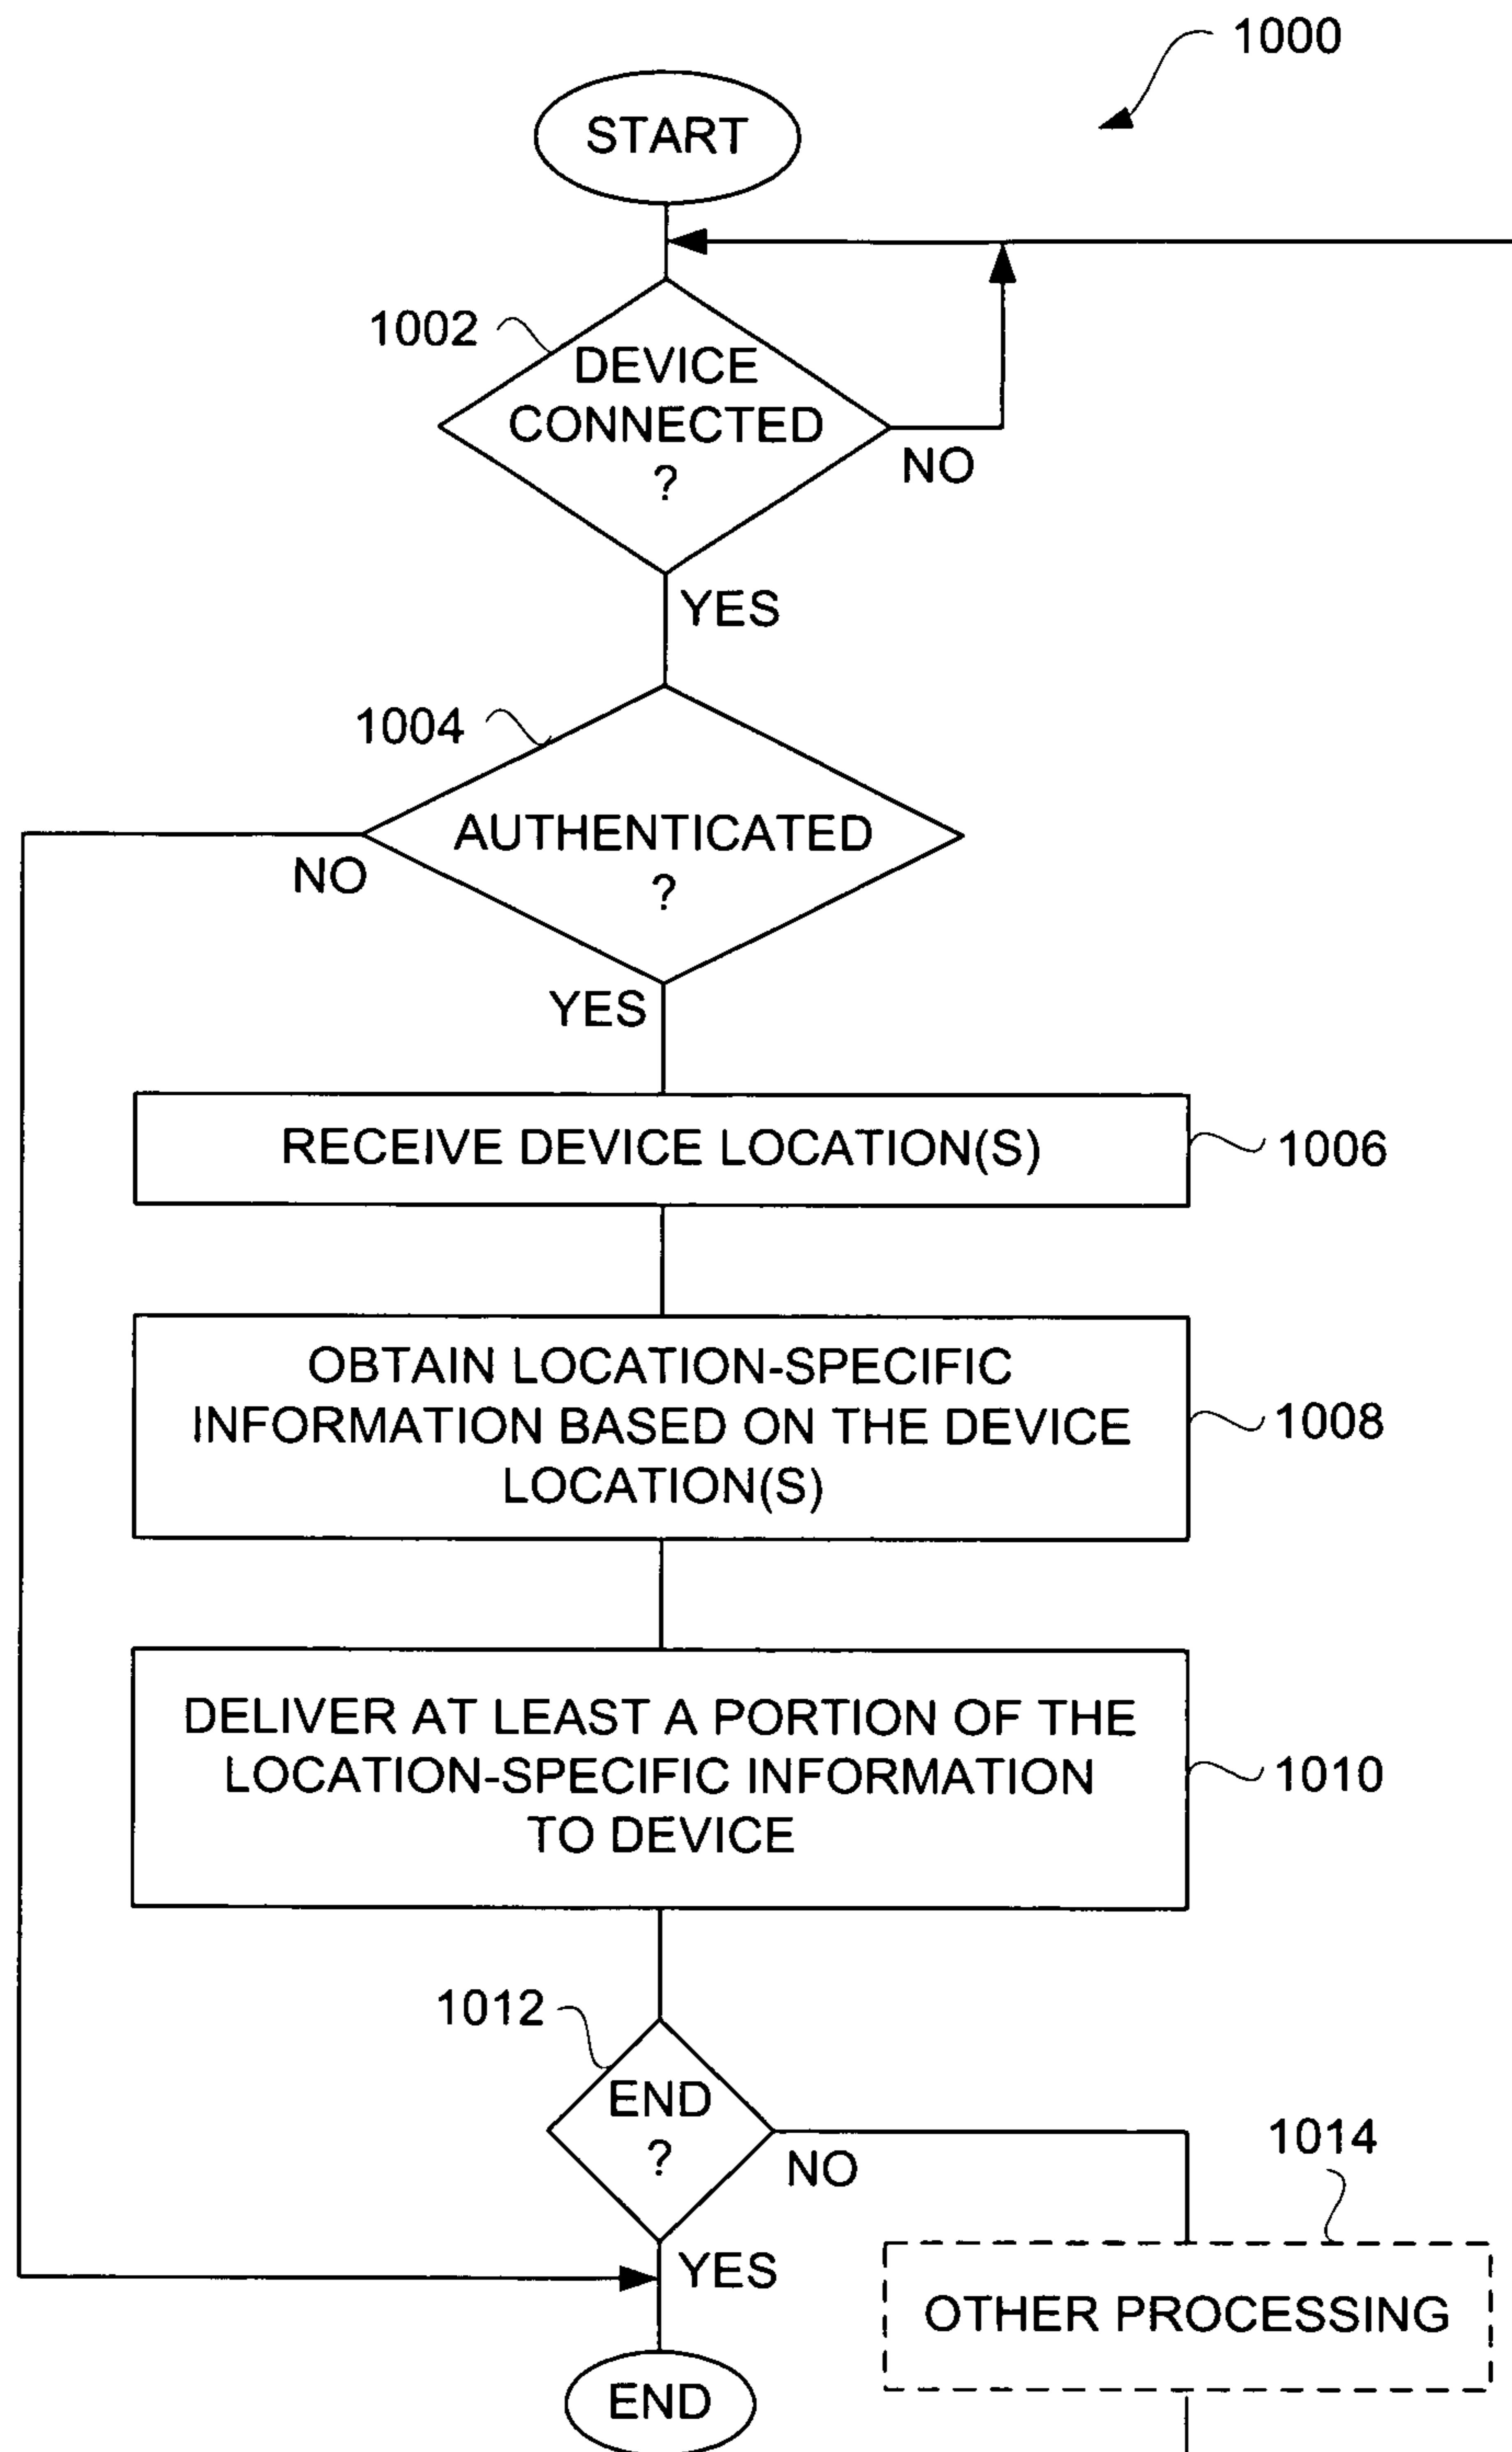 1000
START
1002
DEVICE
CONNECTED
?
NO
YES
1004
AUTHENTICATED
?
NO
YES
RECEIVE DEVICE LOCATION(S)
1006
OBTAIN LOCATION-SPECIFIC
INFORMATION BASED ON THE DEVICE
LOCATION(S)
1008
DELIVER AT LEAST A PORTION OF THE
LOCATION-SPECIFIC INFORMATION
TO DEVICE
1010
1012
END
?
NO
1014
YES
OTHER PROCESSING
END